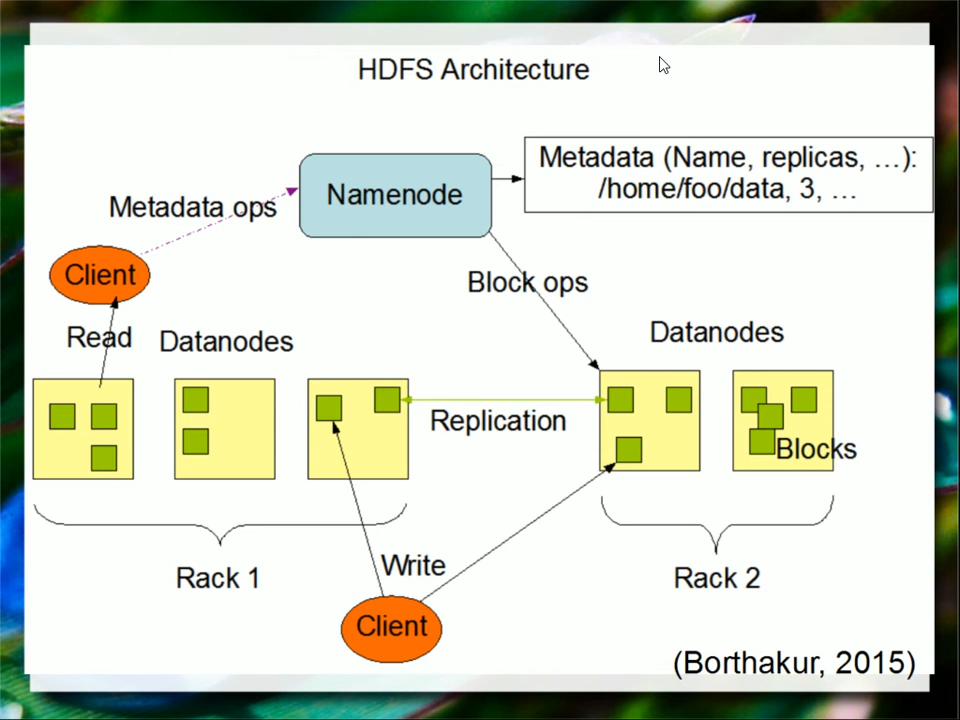 HDFS Architecture
Metadata (Name, replicas, …):
/home/foo/data, 3, …
Namenode
Metadata ops
Client
Block ops
Read
Datanodes
Datanodes
Replication
Blocks
Rack 1
Write
Rack 2
Client
(Borthakur, 2015)